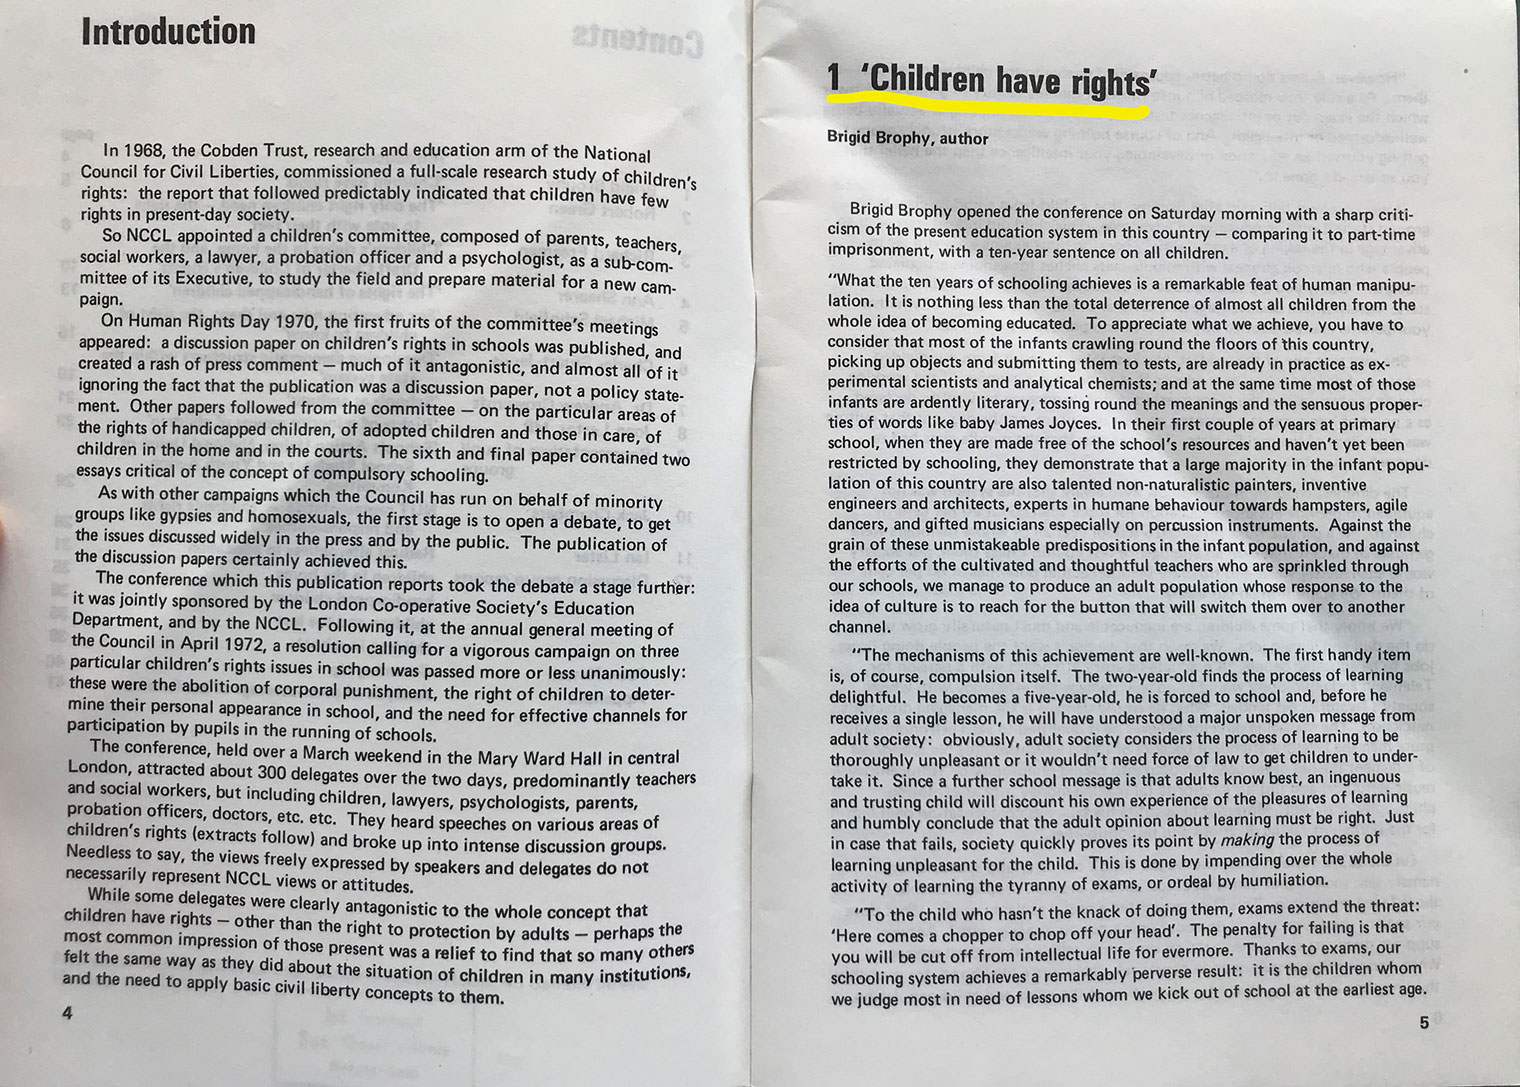 Introduction
In 1968, the Cobden Trust, research and education arm of the National
Council for Civil Liberties, commissioned a full-scale research study of children's
rights: the report that followed predictably indicated that children have few
rights in present-day society.
So NCCL appointed a children's committee, composed of parents, teachers,
social workers, a lawyer, a probation officer and a psychologist, as a sub-com-
mittee of its Executive, to study the field and prepare material for a new cam-
paign.
On Human Rights Day 1970, the first fruits of the committee's meetings
appeared: a discussion paper on children's rights in schools was published, and
created a rash of press comment — much of it antagonistic, and almost all of it
ignoring the fact that the publication was a discussion paper, not a policy state-
ment. Other papers followed from the committee — on the particular areas of
the rights of handicapped children, of adopted children and those in care, of
children in the home and in the courts. The sixth and final paper contained two
essays critical of the concept of compulsory schooling.
As with other campaigns which the Council has run on behalf of minority
groups like gypsies and homosexuals, the first stage is to open a debate, to get
the issues discussed widely in the press and by the public. The publication of
the discussion papers certainly achieved this.
The conference which this publication reports took the debate a stage further:
it was jointly sponsored by the London Co-operative Society's Education
Department, and by the NCCL. Following it, at the annual general meeting of
the Council in April 1972, a resolution calling for a vigorous campaign on three
particular children's rights issues in school was passed more or less unanimously:
these were the abolition of corporal punishment, the right of children to deter-
mine their personal appearance in school, and the need for effective channels for
participation by pupils in the running of schools.
The conference, held over a March weekend in the Mary Ward Hall in central
London, attracted about 300 delegates over the two days, predominantly teachers
and social workers, but including children, lawyers, psychologists, parents,
probation officers, doctors, etc. etc. They heard speeches on various areas of
children's rights (extracts follow) and broke up into intense discussion groups.
Needless to say, the views freely expressed by speakers and delegates do not
necessarily represent NCCL views or attitudes.
While some delegates were clearly antagonistic to the whole concept that
children have rights — other than the right to protection by adults — perhaps the
most common impression of those present was a relief to find that so many others
felt the same way as they did about the situation of children in many institutions,
and the need to apply basic civil liberty concepts to them.
4
1 'Children have rights'
Brigid Brophy, author
Brigid Brophy opened the conference on Saturday morning with a sharp criti-
cism of the present education system in this country — comparing it to part-time
imprisonment, with a ten-year sentence on all children.
"What the ten years of schooling achieves is a remarkable feat of human manipu-
lation. It is nothing less than the total deterrence of almost all children from the
whole idea of becoming educated. To appreciate what we achieve, you have to
consider that most of the infants crawling round the floors of this country,
picking up objects and submitting them to tests, are already in practice as ex-
perimental scientists and analytical chemists; and at the same time most of those
infants are ardently literary, tossing round the meanings and the sensuous proper-
ties of words like baby James Joyces. In their first couple of years at primary
school, when they are made free of the school's resources and haven't yet been
restricted by schooling, they demonstrate that a large majority in the infant popu-
lation of this country are also talented non-naturalistic painters, inventive
engineers and architects, experts in humane behaviour towards hampsters, agile
dancers, and gifted musicians especially on percussion instruments. Against the
grain of these unmistakeable predispositions in the infant population, and against
the efforts of the cultivated and thoughtful teachers who are sprinkled through
our schools, we manage to produce an adult population whose response to the
idea of culture is to reach for the button that will switch them over to another
channel.
"The mechanisms of this achievement are well-known. The first handy item
is, of course, compulsion itself. The two-year-old finds the process of learning
delightful. He becomes a five-year-old, he is forced to school and, before he
receives a single lesson, he will have understood a major unspoken message from
adult society: obviously, adult society considers the process of learning to be
thoroughly unpleasant or it wouldn't need force of law to get children to under-
take it. Since a further school message is that adults know best, an ingenuous
and trusting child will discount his own experience of the pleasures of learning
and humbly conclude that the adult opinion about learning must be right. Just
in case that fails, society quickly proves its point by making the process of
learning unpleasant for the child. This is done by impending over the whole
activity of learning the tyranny of exams, or ordeal by humiliation.
"To the child who hasn't the knack of doing them, exams extend the threat:
'Here comes a chopper to chop off your head'. The penalty for failing is that
you will be cut off from intellectual life for evermore. Thanks to exams, our
schooling system achieves a remarkably perverse result: it is the children whom
we judge most in need of lessons whom we kick out of school at the earliest age.
5